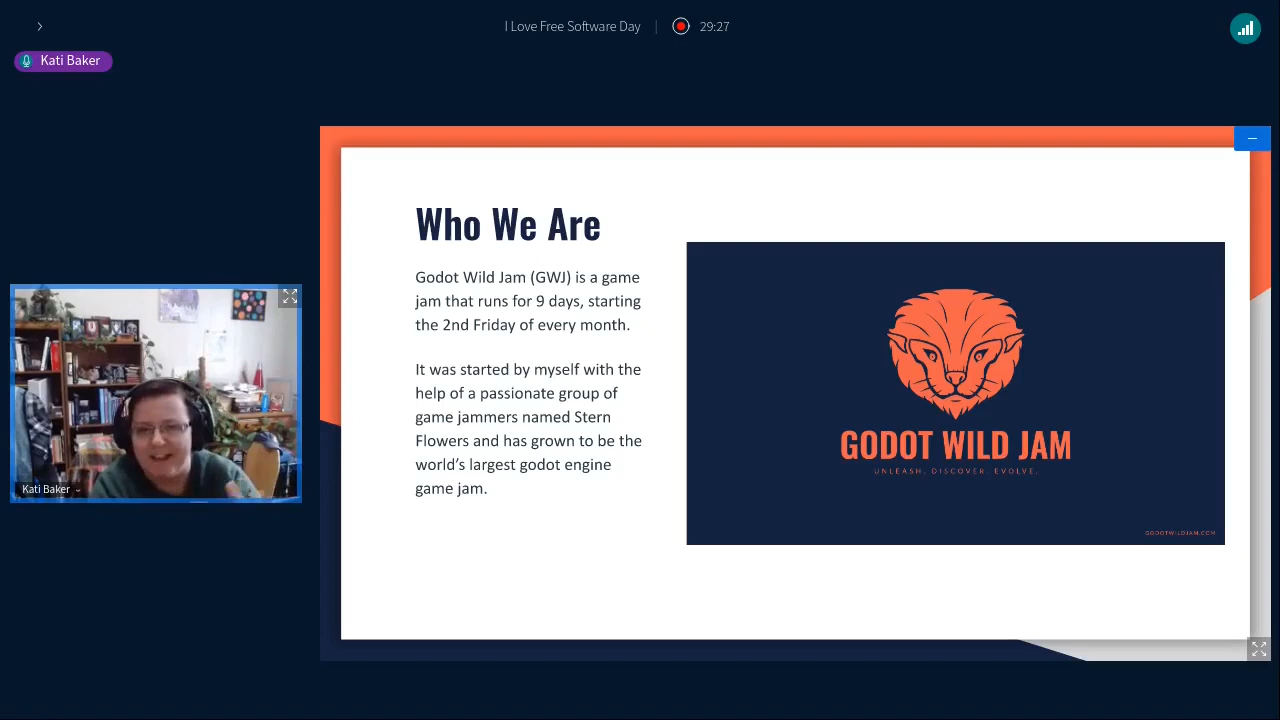 I Love Free Software Day
29:27
Kati Baker
Who We Are
Godot Wild Jam (GWJ) is a game
jam that runs for 9 days, starting
the 2nd Friday of every month.
It was started by myself with the
help of a passionate group of
game jammers named Stern
Flowers and has grown to be the
world’s largest godot engine
game jam.
GODOT WILD JAM
UNLEASH. DISCOVER. EVOLVE.
GODOTWILDJAM.COM
Kati Baker